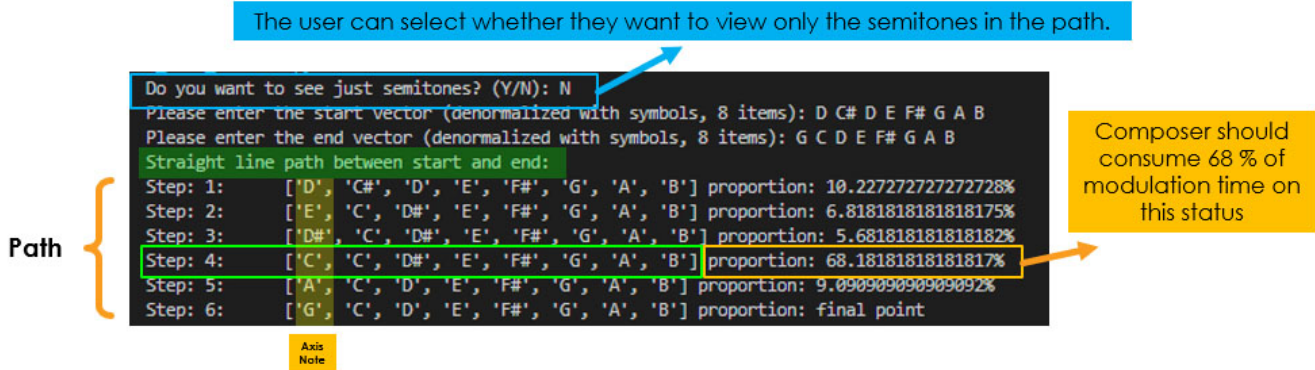 The user can select whether they want to view only the semitones in the path.
Do you want to see just semitones? (Y/N): N
Please enter the start vector (denormalized with symbols, 8 items): D C# D E F# G A B
Please enter the end vector (denormalized with symbols, 8 items): G C D E F# G A B
Straight line path between start and end:
Step: 1: ['D', 'C#', 'D', 'E', 'F#', 'G', 'A', 'B'] proportion: 10.227272727272728%
Step: 2: ['E', 'C', 'D#', 'E', 'F#', 'G', 'A', 'B'] proportion: 6.8181818181818175%
Step: 3: ['D#', 'C', 'D#', 'E', 'F#', 'G', 'A', 'B'] proportion: 5.681818181818182%
Step: 4: ['C', 'C', 'D#', 'E', 'F#', 'G', 'A', 'B'] proportion: 68.18181818181817%
Step: 5: ['A', 'C', 'D', 'E', 'F#', 'G', 'A', 'B'] proportion: 9.090909090909092%
Step: 6: ['G', 'C', 'D', 'E', 'F#', 'G', 'A', 'B'] proportion: final point
Path
Composer should
consume 68 % of
modulation time on
this status
Axis
Note